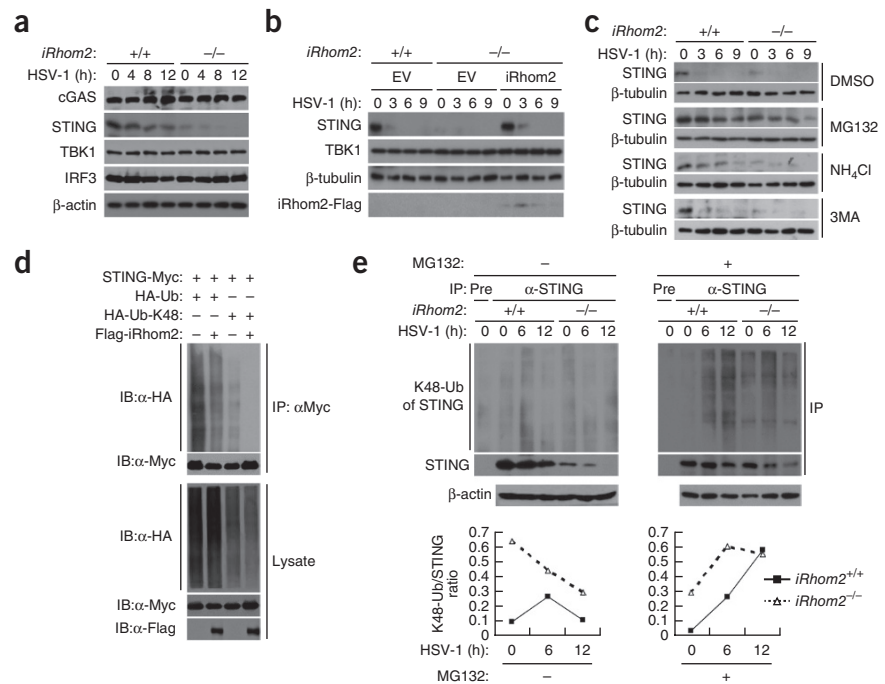 a
iRhom2: +/+ –/–
HSV-1 (h): 0 4 8 12 0 4 8 12
cGAS
STING
TBK1
IRF3
β-actin
b
iRhom2: +/+ –/–
EV EV iRhom2
HSV-1 (h): 0 3 6 9 0 3 6 9 0 3 6 9
STING
TBK1
β-tubulin
iRhom2-Flag
c
iRhom2: +/+ –/–
HSV-1 (h): 0 3 6 9 0 3 6 9
STING
β-tubulin
DMSO
STING
β-tubulin
MG132
STING
β-tubulin
NH4Cl
STING
β-tubulin
3MA
d
STING-Myc: + + + +
HA-Ub: + + – –
HA-Ub-K48: – – + +
Flag-iRhom2: – + – +
IB:α-HA
IP: αMyc
IB:α-Myc
IB:α-HA
Lysate
IB:α-Myc
IB:α-Flag
e
MG132: – +
IP: Pre α-STING Pre α-STING
iRhom2: +/+ –/– +/+ –/–
HSV-1 (h): 0 0 6 12 0 6 12 0 0 6 12 0 6 12
K48-Ub
of STING
IP
STING
β-actin
K48-Ub/STING
ratio
0.7
0.6
0.5
0.4
0.3
0.2
0.1
0
0.7
0.6
0.5
0.4
0.3
0.2
0.1
0
iRhom2+/+
iRhom2–/–
HSV-1 (h): 0 6 12 0 6 12
MG132: – +